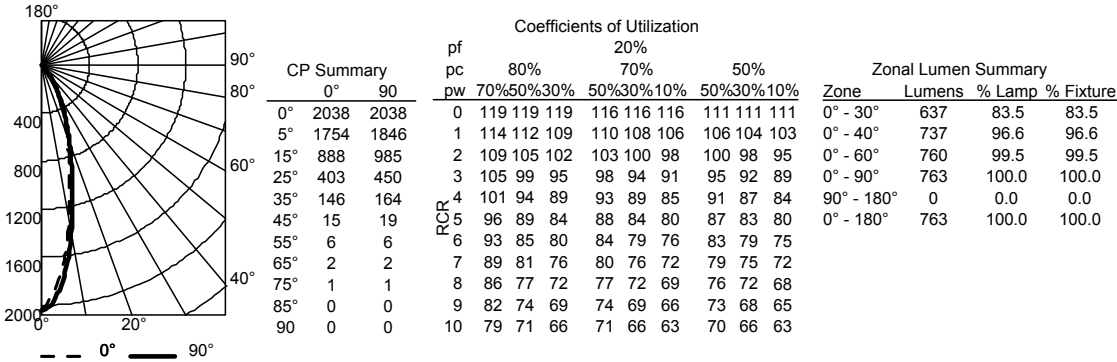 180°
90°
80°
400
800
60°
1200
1600
40°
2000
0°
20°
0°
90°
CP Summary
0° 90
0° 2038 2038
5° 1754 1846
15° 888 985
25° 403 450
35° 146 164
45° 15 19
55° 6 6
65° 2 2
75° 1 1
85° 0 0
90 0 0
Coefficients of Utilization
pf 20%
pc 80% 70% 50%
pw 70%50%30% 50%30%10% 50%30%10%
RCR
0 119 119 119 116 116 116 111 111 111
1 114 112 109 110 108 106 106 104 103
2 109 105 102 103 100 98 100 98 95
3 105 99 95 98 94 91 95 92 89
4 101 94 89 93 89 85 91 87 84
5 96 89 84 88 84 80 87 83 80
6 93 85 80 84 79 76 83 79 75
7 89 81 76 80 76 72 79 75 72
8 86 77 72 77 72 69 76 72 68
9 82 74 69 74 69 66 73 68 65
10 79 71 66 71 66 63 70 66 63
Zonal Lumen Summary
Zone Lumens % Lamp % Fixture
0° - 30° 637 83.5 83.5
0° - 40° 737 96.6 96.6
0° - 60° 760 99.5 99.5
0° - 90° 763 100.0 100.0
90° - 180° 0 0.0 0.0
0° - 180° 763 100.0 100.0